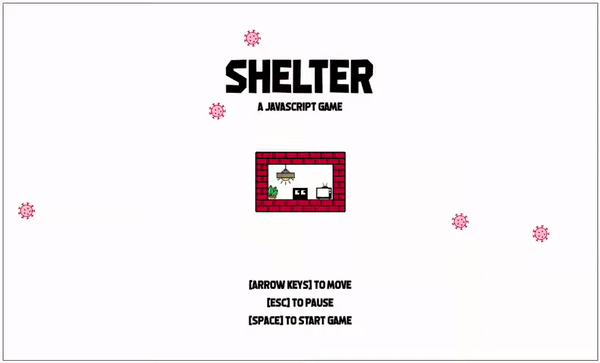 SHELTER
A JAVASCRIPT GAME
[ARROW KEYS] TO MOVE
[ESC] TO PAUSE
[SPACE] TO START GAME